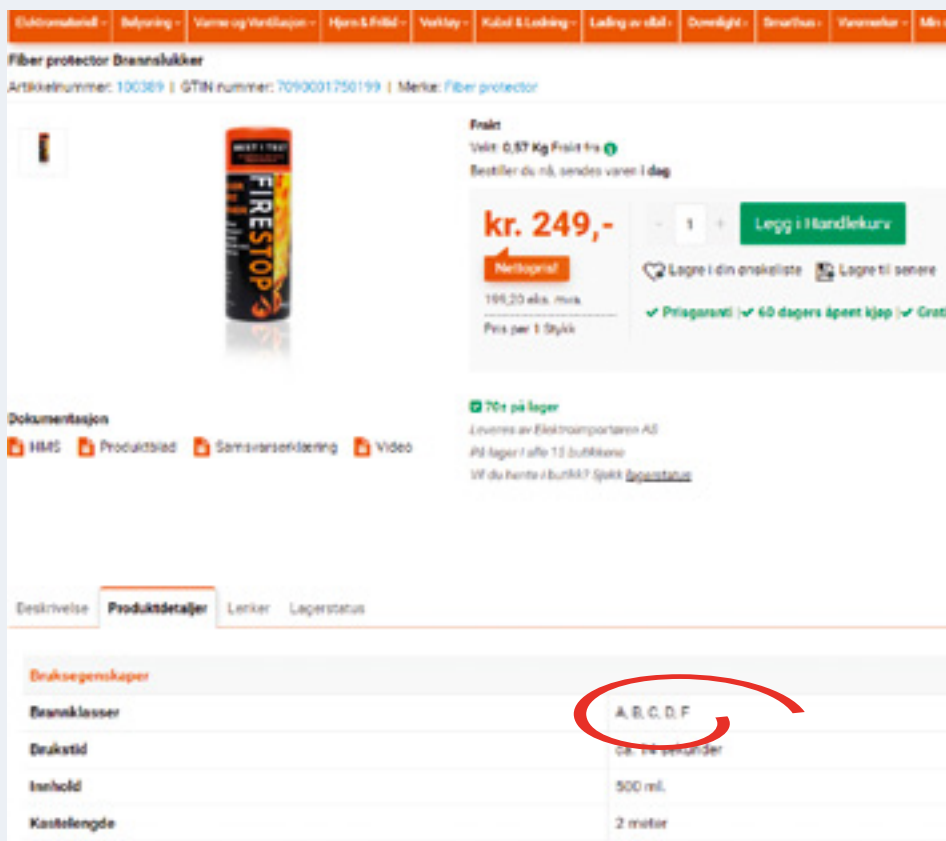 Elektromateriell Belysning Varme og Ventilasjon Hjem & Fritid Verktøy Kabel & Ledning Lading av elbil Downlight Smarthus Varemerker Min
Fiber protector Brannslukker
Artikkelnummer: 100389 | GTIN nummer: 7090001750199 | Merke: Fiber protector
BEST I TEST
FIRESTOP
Frakt
Vekt: 0,57 Kg Frakt fra
Bestiller du nå, sendes varen i dag
kr. 249,-
- 1 + Legg i Handlekurv
Nettopris!
Lagre i din ønskeliste Lagre til senere
199,20 eks. mva.
Prisgaranti | 60 dagers åpent kjøp | Grat
Pris per 1 Stykk
70+ på lager
Leveres av Elektroimportøren AS
På lager i alle 15 butikkene
Vil du hente i butikk? Sjekk lagerstatus
Dokumentasjon
HMS Produktblad Samsvarserklæring Video
Beskrivelse Produktdetaljer Lenker Lagerstatus
Bruksegenskaper
Brannklasser A, B, C, D, F
Brukstid ca. 14 sekunder
Innhold 500 ml.
Kastelengde 2 meter